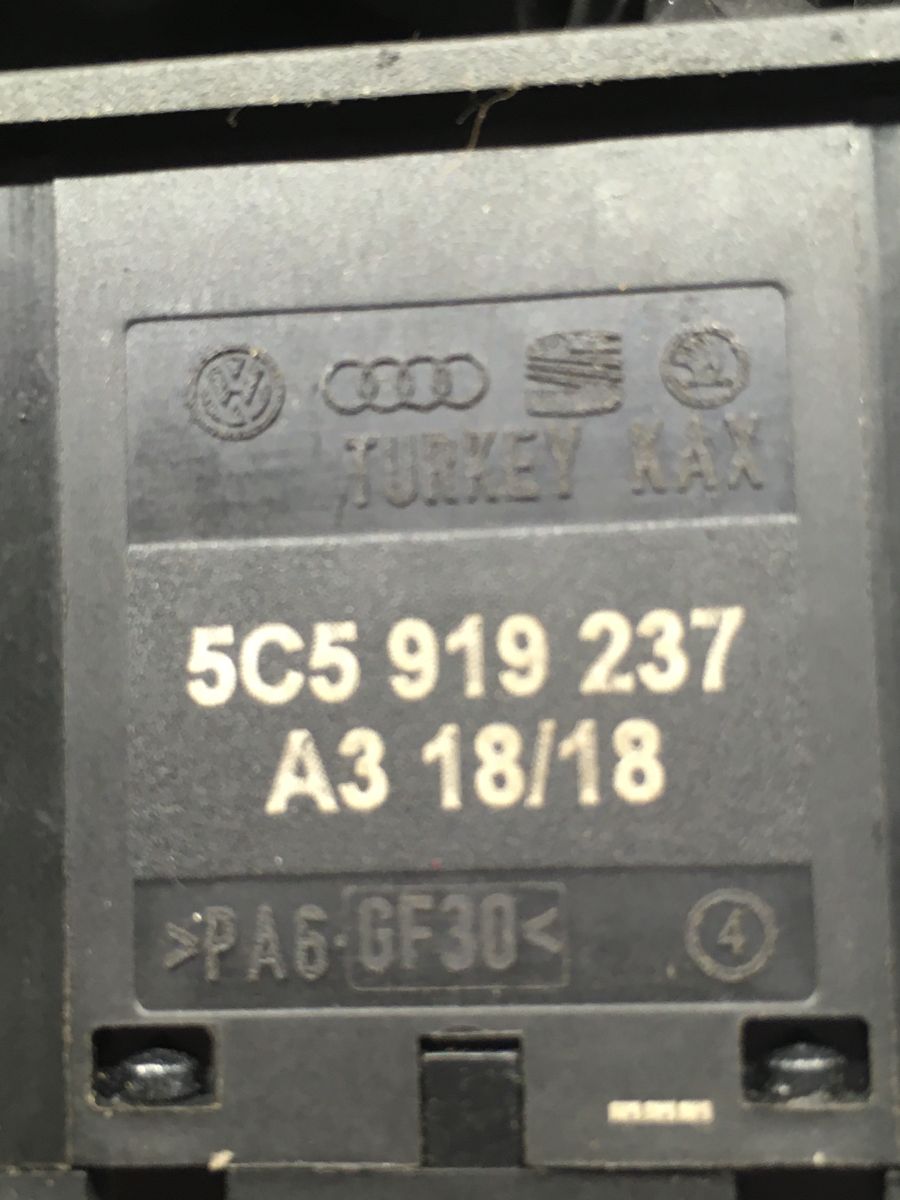 TURKEY KAX
5C5 919 237
A3 18/18
>PA6-GF30<
4